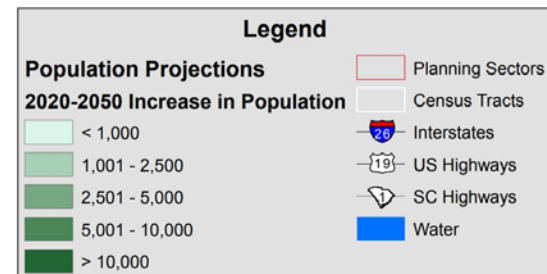 Legend
Population Projections
2020-2050 Increase in Population
< 1,000
1,001 - 2,500
2,501 - 5,000
5,001 - 10,000
> 10,000
Planning Sectors
Census Tracts
26 Interstates
19 US Highways
1 SC Highways
Water